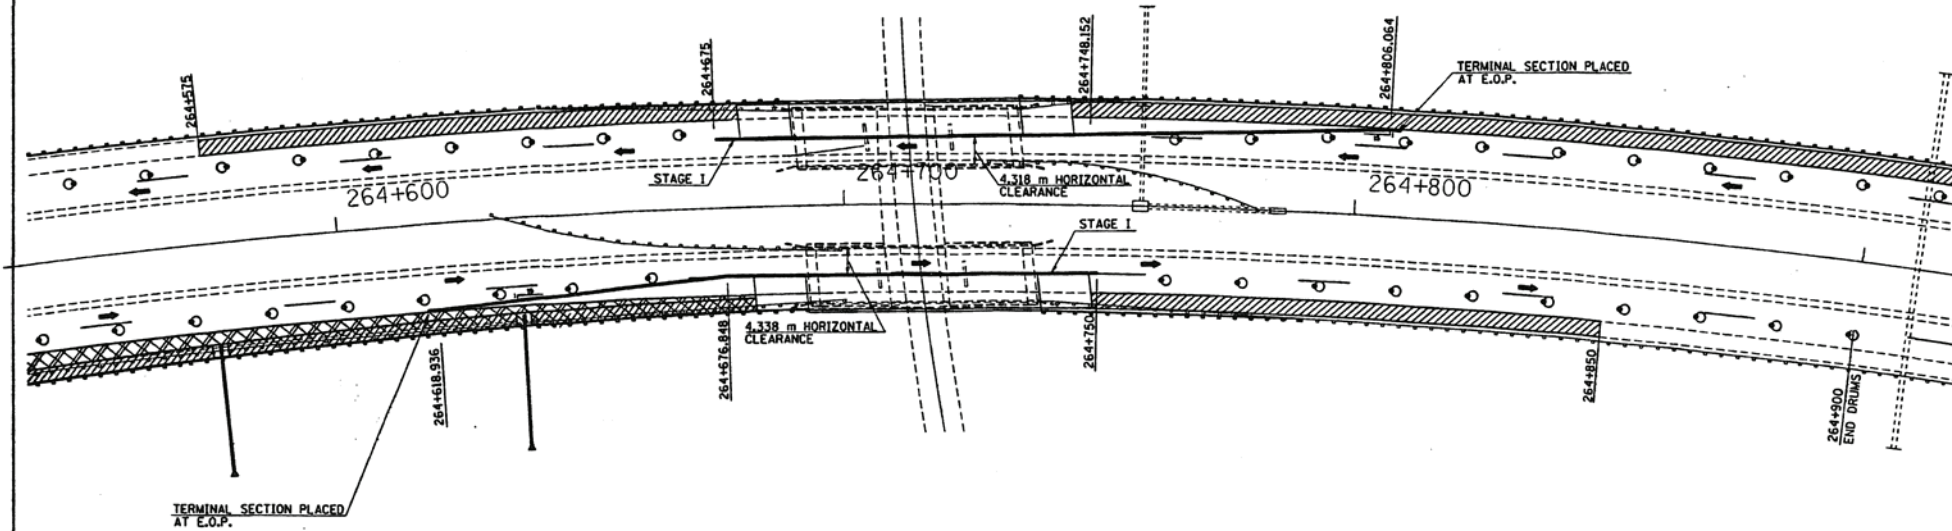 264+575
264+675
264+748.152
264+806.064
TERMINAL SECTION PLACED
AT E.O.P.
STAGE I
264+600
264+700
4.318 m HORIZONTAL
CLEARANCE
264+800
STAGE I
4.338 m HORIZONTAL
CLEARANCE
264+618.936
264+676.848
264+750
264+850
264+900
END DRUMS
TERMINAL SECTION PLACED
AT E.O.P.